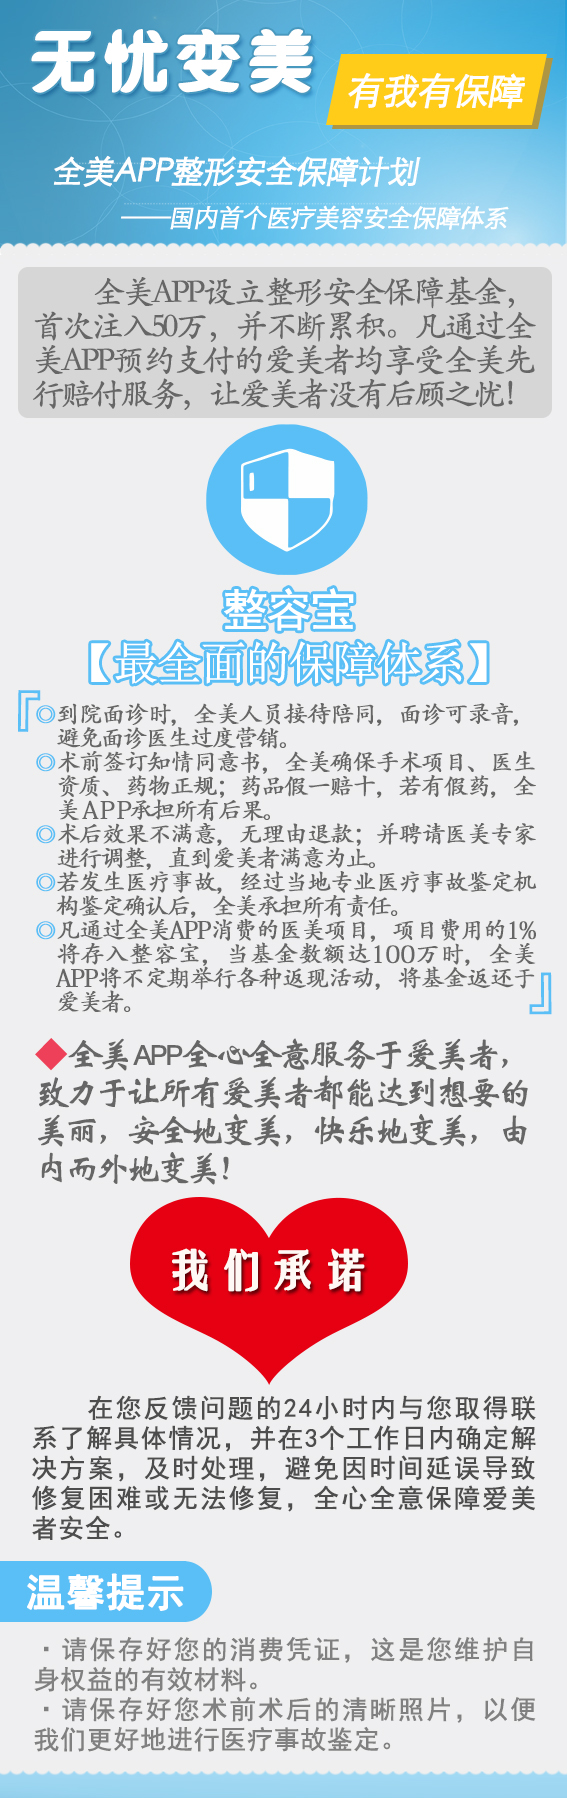 无忧变美
有我有保障
全美APP整形安全保障计划
——国内首个医疗美容安全保障体系
全美APP设立整形安全保障基金，
首次注入50万，并不断累积。凡通过全
美APP预约支付的爱美者均享受全美先
行赔付服务，让爱美者没有后顾之忧！
整容宝
【最全面的保障体系】
『◎到院面诊时，全美人员接待陪同，面诊可录音，
避免面诊医生过度营销。
◎术前签订知情同意书，全美确保手术项目、医生
资质、药物正规；药品假一赔十，若有假药，全
美APP承担所有后果。
◎术后效果不满意，无理由退款；并聘请医美专家
进行调整，直到爱美者满意为止。
◎若发生医疗事故，经过当地专业医疗事故鉴定机
构鉴定确认后，全美承担所有责任。
◎凡通过全美APP消费的医美项目，项目费用的1%
将存入整容宝，当基金数额达100万时，全美
APP将不定期举行各种返现活动，将基金返还于
爱美者。』
◆全美APP全心全意服务于爱美者，
致力于让所有爱美者都能达到想要的
美丽，安全地变美，快乐地变美，由
内而外地变美！
我们承诺
在您反馈问题的24小时内与您取得联
系了解具体情况，并在3个工作日内确定解
决方案，及时处理，避免因时间延误导致
修复困难或无法修复，全心全意保障爱美
者安全。
温馨提示
·请保存好您的消费凭证，这是您维护自
身权益的有效材料。
·请保存好您术前术后的清晰照片，以便
我们更好地进行医疗事故鉴定。